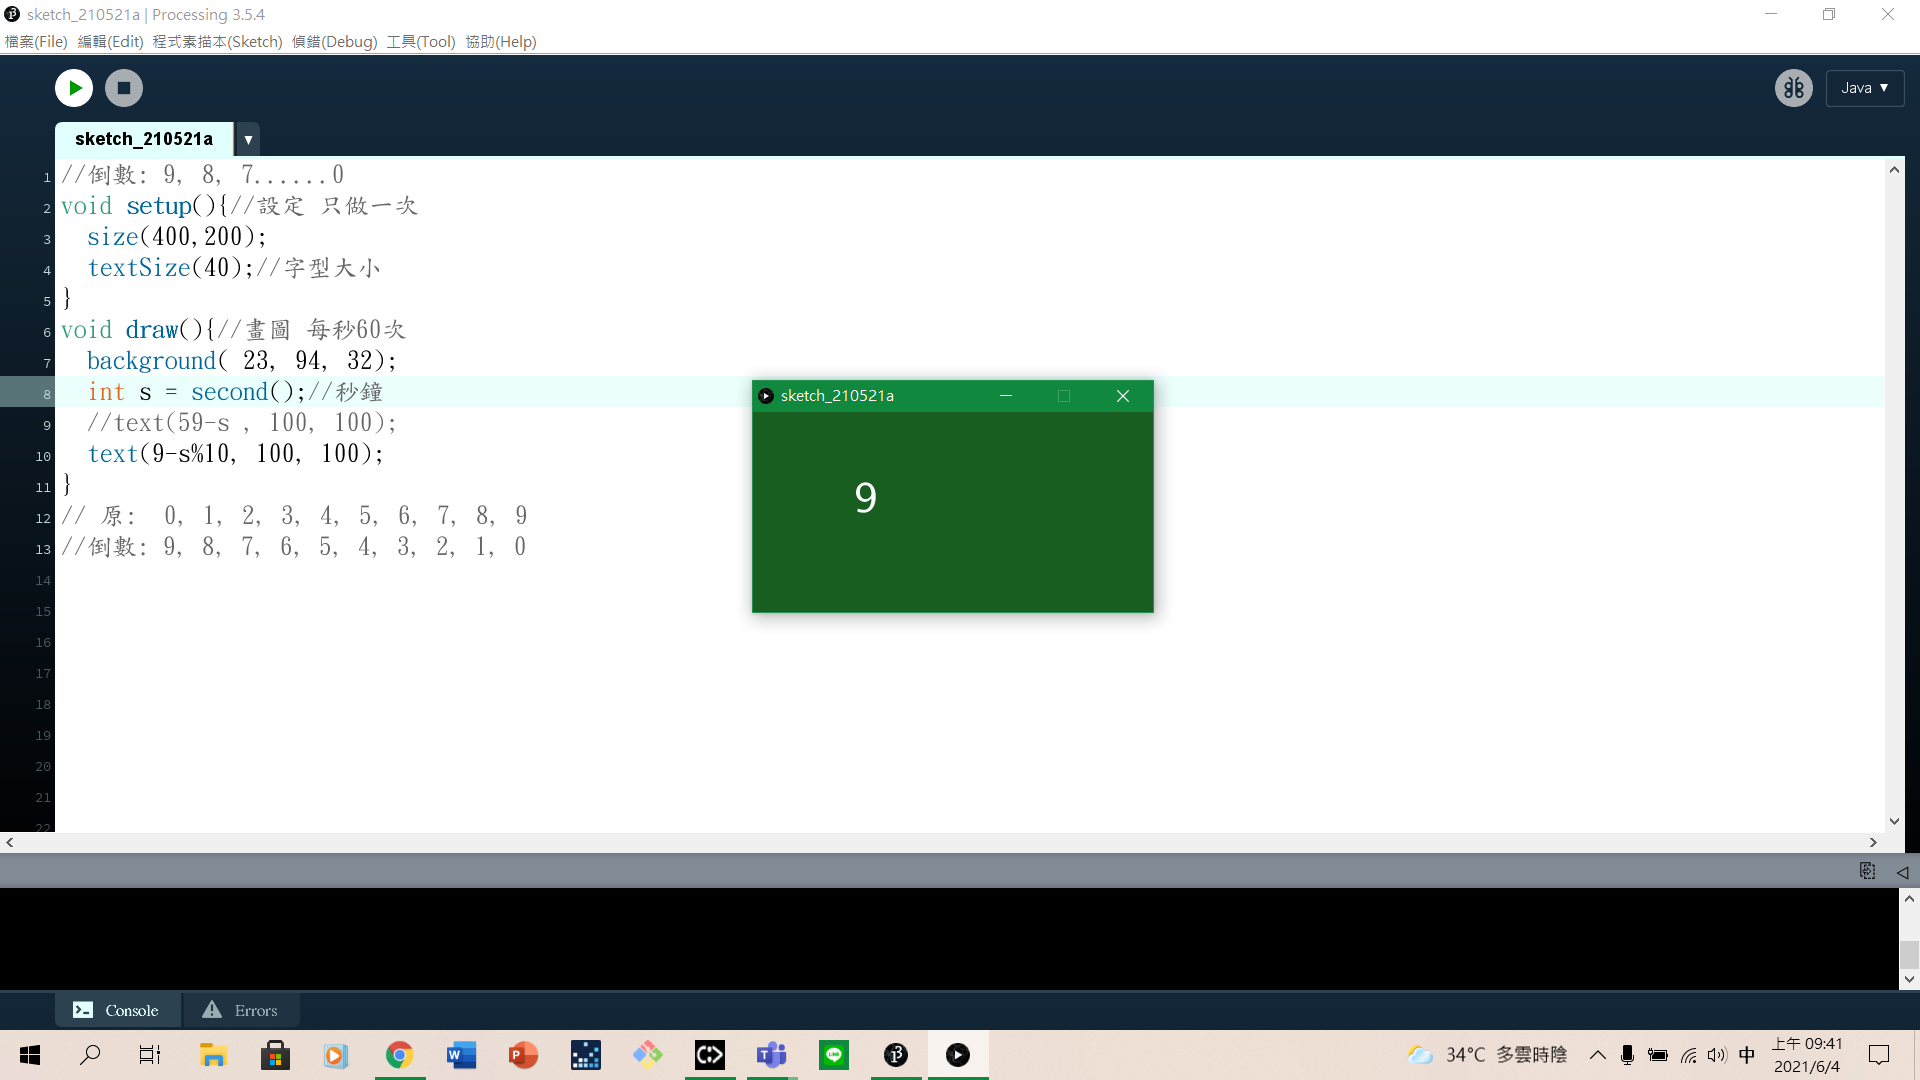 sketch_210521a | Processing 3.5.4
檔案(File) 編輯(Edit) 程式素描本(Sketch) 偵錯(Debug) 工具(Tool) 協助(Help)
Java ▼
sketch_210521a ▼
1 //倒數: 9, 8, 7......0
2 void setup(){//設定 只做一次
3 size(400,200);
4 textSize(40);//字型大小
5 }
6 void draw(){//畫圖 每秒60次
7 background( 23, 94, 32);
8 int s = second();//秒鐘
9 //text(59-s , 100, 100);
10 text(9-s%10, 100, 100);
11 }
12 // 原: 0, 1, 2, 3, 4, 5, 6, 7, 8, 9
13 //倒數: 9, 8, 7, 6, 5, 4, 3, 2, 1, 0
14
15
16
17
18
19
20
21
22
sketch_210521a
9
Console Errors
34°C 多雲時陰 中 上午 09:41
2021/6/4